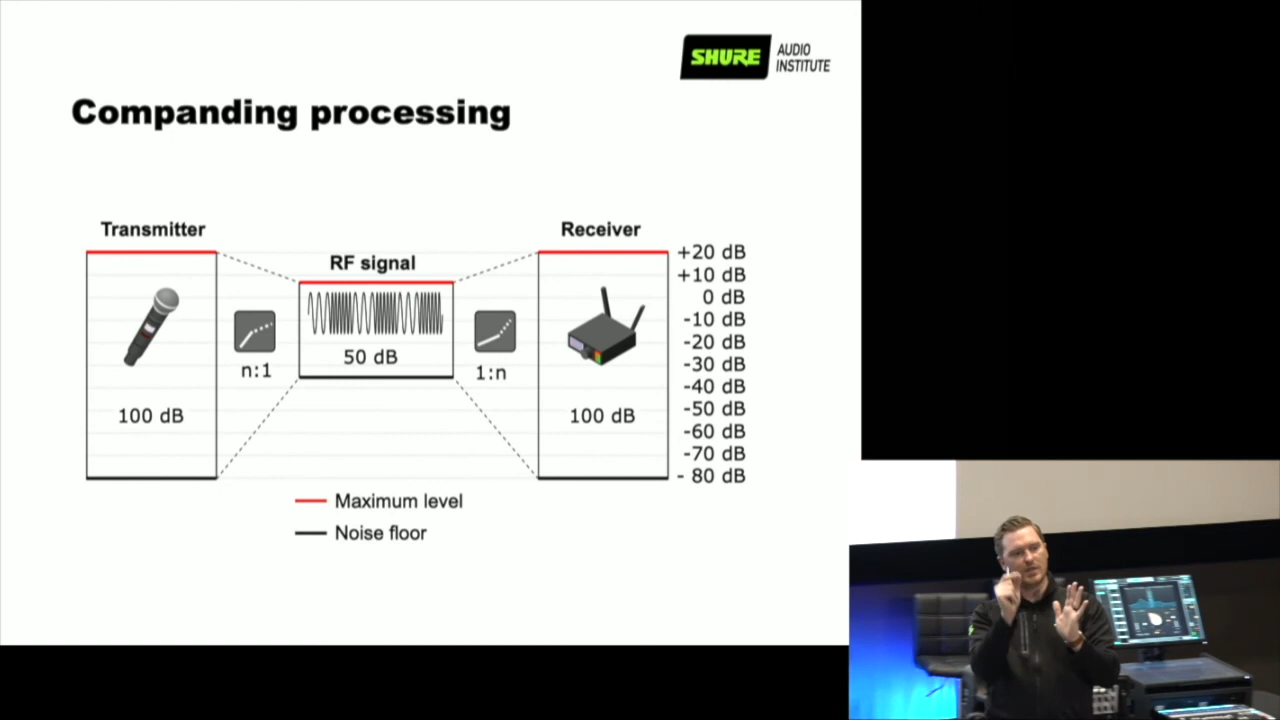 SHURE
AUDIO
INSTITUTE
Companding processing
Transmitter
Receiver
RF signal
+20 dB
+10 dB
0 dB
-10 dB
-20 dB
-30 dB
-40 dB
-50 dB
-60 dB
-70 dB
- 80 dB
50 dB
n:1
1:n
100 dB
100 dB
Maximum level
Noise floor